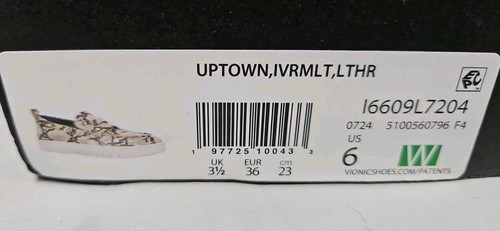 UPTOWN,IVRMLT,LTHR
I6609L7204
0724 5100560796 F4
1 97725 10043 3
US
6 W
UK EUR cm
3½ 36 23
VIONICSHOES.COM/PATENTS